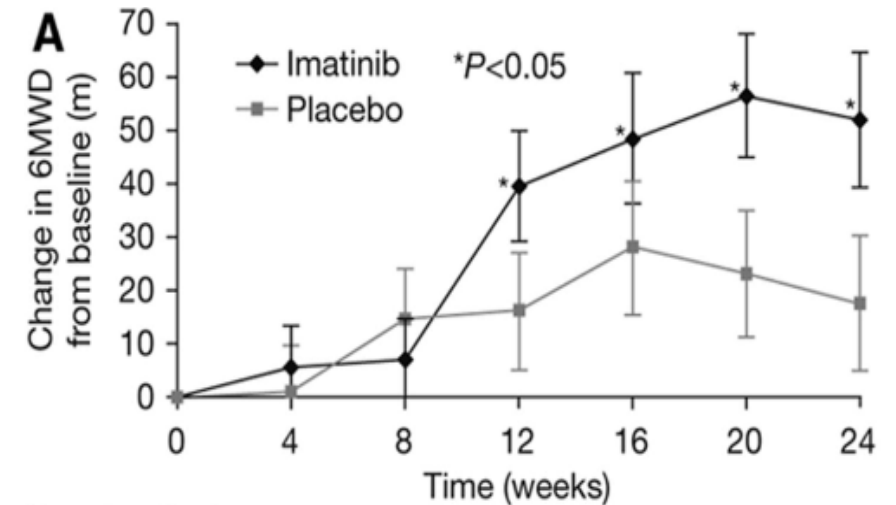 A
Change in 6MWD
from baseline (m)
70
60
50
40
30
20
10
0
Imatinib
Placebo
*P<0.05
*
*
*
*
0 4 8 12 16 20 24
Time (weeks)